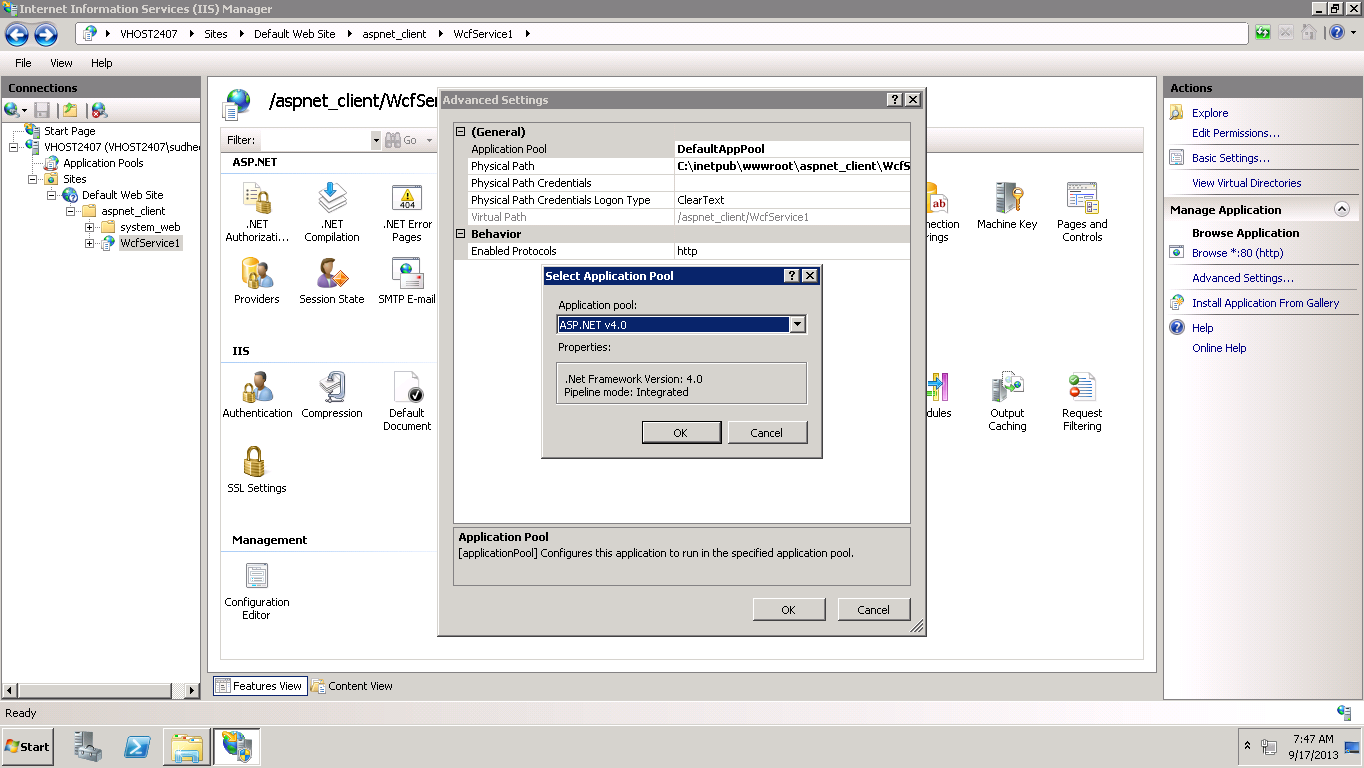 Internet Information Services (IIS) Manager
VHOST2407
Sites
Default Web Site
aspnet_client
WcfService1
File
View
Help
Connections
Start Page
VHOST2407 (VHOST2407\sudhe
Application Pools
Sites
Default Web Site
aspnet_client
system_web
WcfService1
/aspnet_client/WcfSer
Filter:
Go
ASP.NET
.NET
Authorizati...
.NET
Compilation
404
.NET Error
Pages
Providers
Session State
SMTP E-mail
IIS
Authentication
Compression
Default
Document
SSL Settings
Management
Configuration
Editor
Advanced Settings
(General)
Application Pool
DefaultAppPool
Physical Path
C:\inetpub\wwwroot\aspnet_client\WcfS
Physical Path Credentials
Physical Path Credentials Logon Type
ClearText
Virtual Path
/aspnet_client/WcfService1
Behavior
Enabled Protocols
http
Select Application Pool
Application pool:
ASP.NET v4.0
Properties:
.Net Framework Version: 4.0
Pipeline mode: Integrated
OK
Cancel
Application Pool
[applicationPool] Configures this application to run in the specified application pool.
OK
Cancel
ab
nection
ings
Machine Key
Pages and
Controls
dules
Output
Caching
Request
Filtering
Features View
Content View
Actions
Explore
Edit Permissions...
Basic Settings...
View Virtual Directories
Manage Application
Browse Application
Browse *:80 (http)
Advanced Settings...
Install Application From Gallery
Help
Online Help
Ready
Start
7:47 AM
9/17/2013